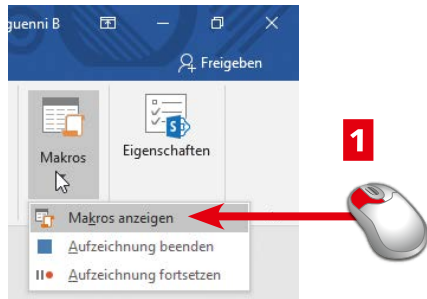 guenni B
Freigeben
Makros
Eigenschaften
S
1
Makros anzeigen
Aufzeichnung beenden
Aufzeichnung fortsetzen